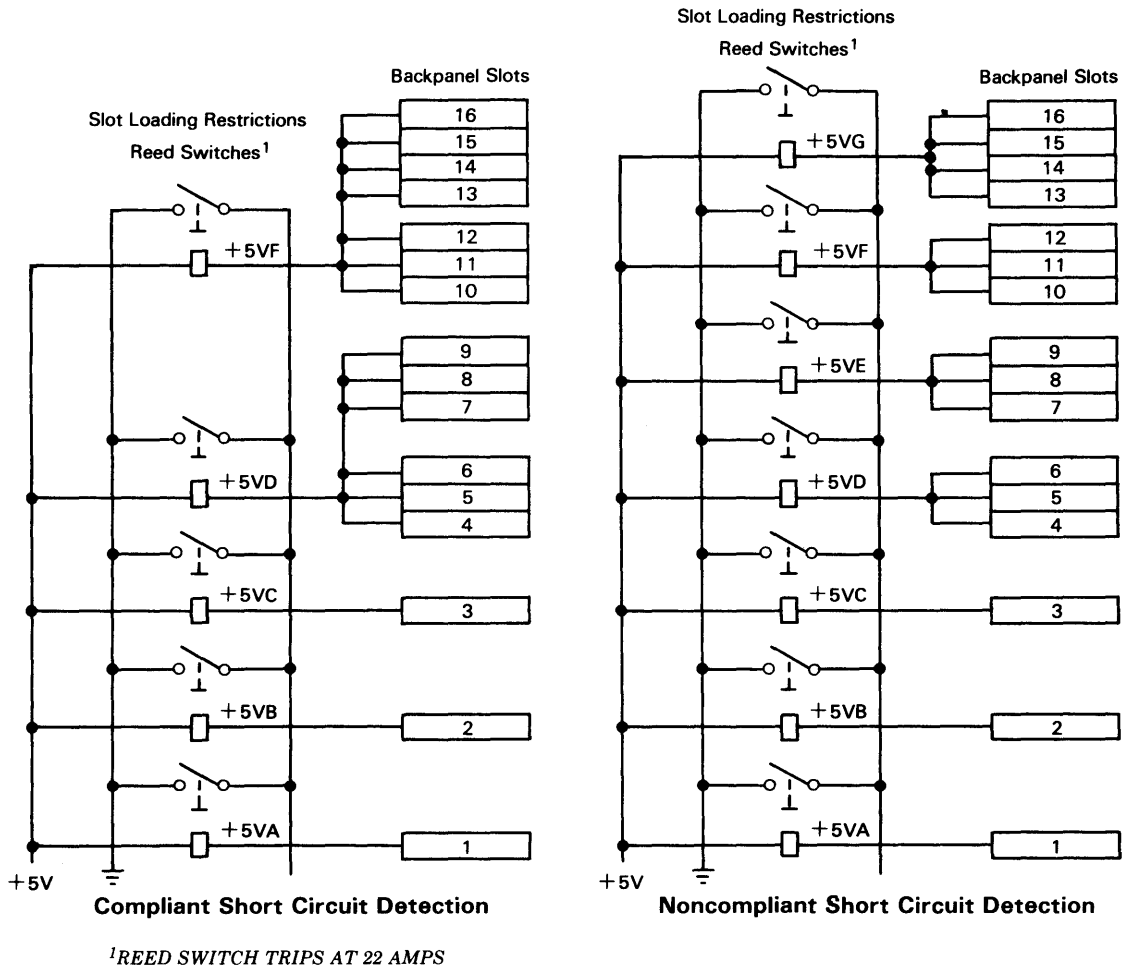 Slot Loading Restrictions
Reed Switches¹
Backpanel Slots
16
15
14
13
+5VF
12
11
10
9
8
7
+5VD
6
5
4
+5VC
3
+5VB
2
+5VA
1
+5V
Compliant Short Circuit Detection
Slot Loading Restrictions
Reed Switches¹
Backpanel Slots
+5VG
16
15
14
13
+5VF
12
11
10
+5VE
9
8
7
+5VD
6
5
4
+5VC
3
+5VB
2
+5VA
1
+5V
Noncompliant Short Circuit Detection
¹REED SWITCH TRIPS AT 22 AMPS